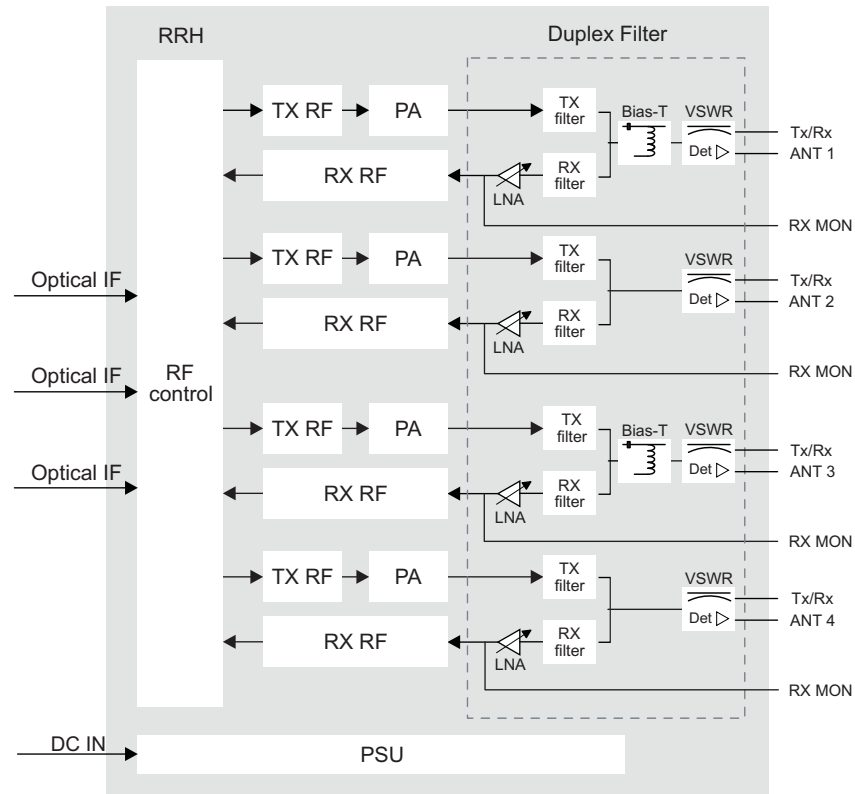 RRH
Duplex Filter
TX RF
PA
TX
filter
Bias-T
VSWR
Det
Tx/Rx
ANT 1
RX RF
LNA
RX
filter
RX MON
TX RF
PA
TX
filter
VSWR
Det
Tx/Rx
ANT 2
Optical IF
RX RF
LNA
RX
filter
RX MON
Optical IF
RF
control
TX RF
PA
TX
filter
Bias-T
VSWR
Det
Tx/Rx
ANT 3
Optical IF
RX RF
LNA
RX
filter
RX MON
TX RF
PA
TX
filter
VSWR
Det
Tx/Rx
ANT 4
RX RF
LNA
RX
filter
RX MON
DC IN
PSU